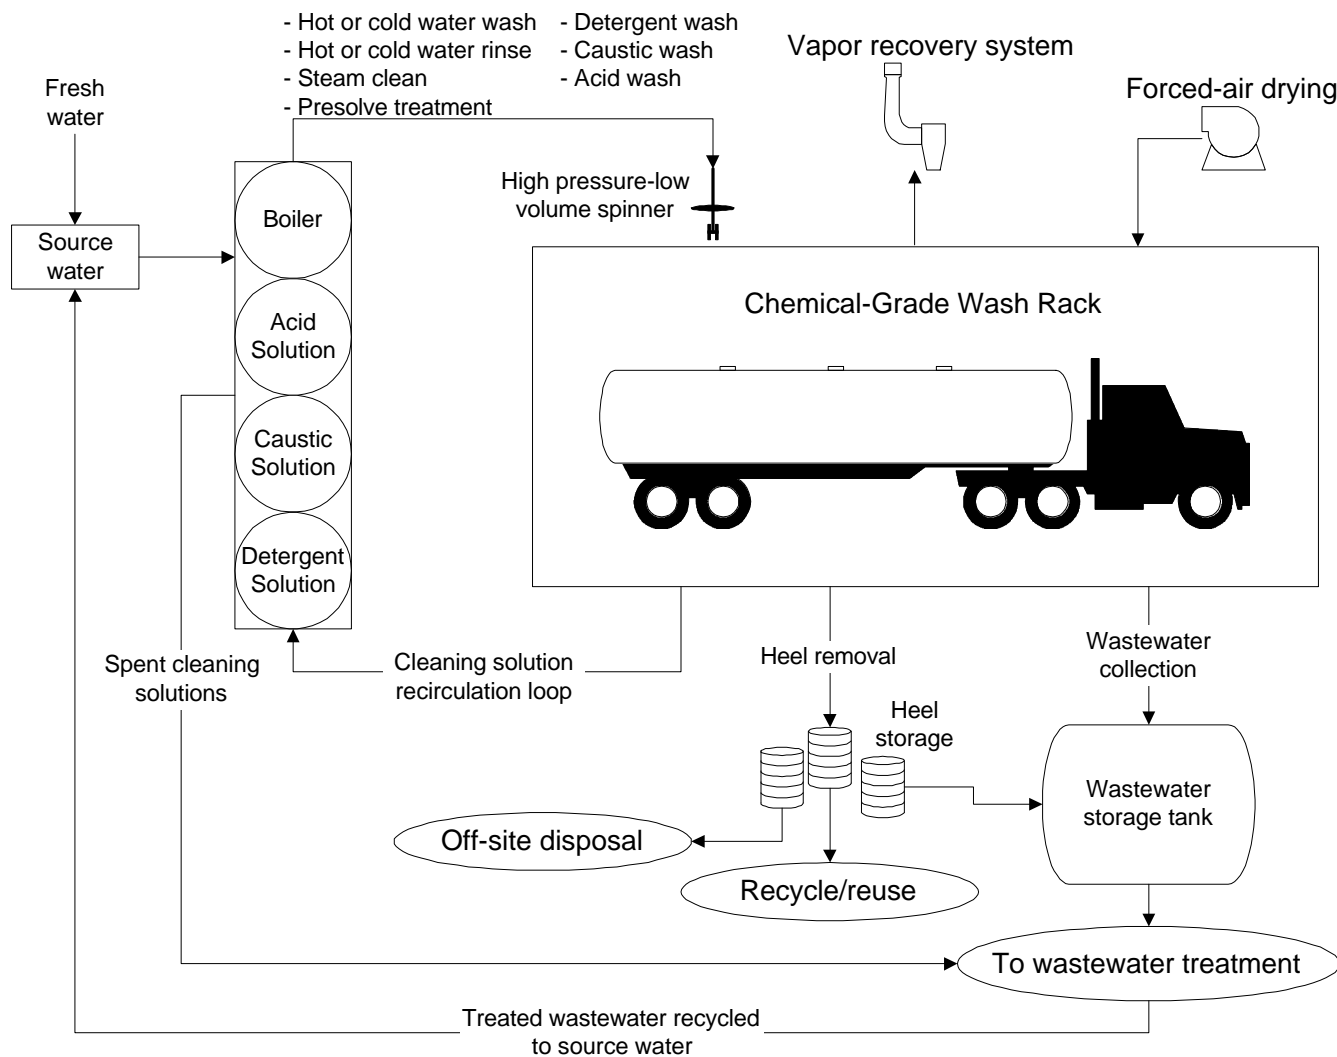 - Hot or cold water wash
- Hot or cold water rinse
- Steam clean
- Presolve treatment
- Detergent wash
- Caustic wash
- Acid wash
Vapor recovery system
Forced-air drying
Fresh
water
High pressure-low
volume spinner
Source
water
Boiler
Acid
Solution
Caustic
Solution
Detergent
Solution
Chemical-Grade Wash Rack
Spent cleaning
solutions
Cleaning solution
recirculation loop
Heel removal
Wastewater
collection
Heel
storage
Wastewater
storage tank
Off-site disposal
Recycle/reuse
To wastewater treatment
Treated wastewater recycled
to source water